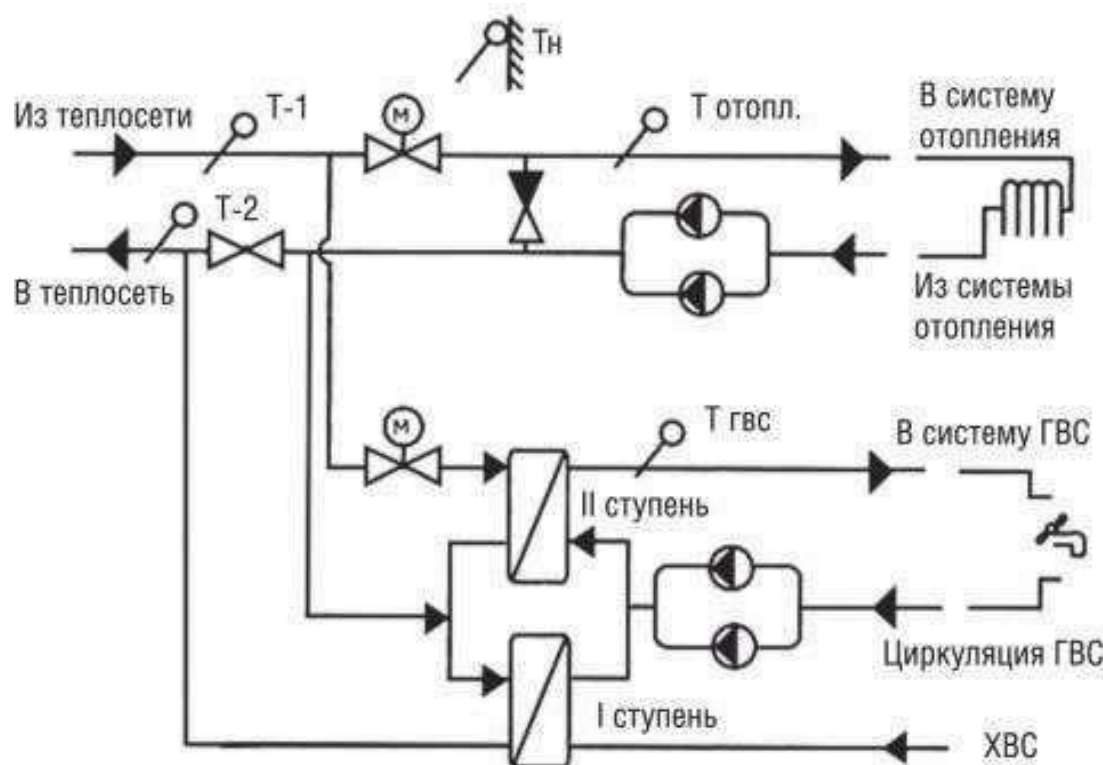 Тн
Из теплосети
Т-1
М
Т отопл.
В систему
отопления
Т-2
В теплосеть
Из системы
отопления
М
Т гвс
В систему ГВС
II ступень
Циркуляция ГВС
I ступень
ХВС